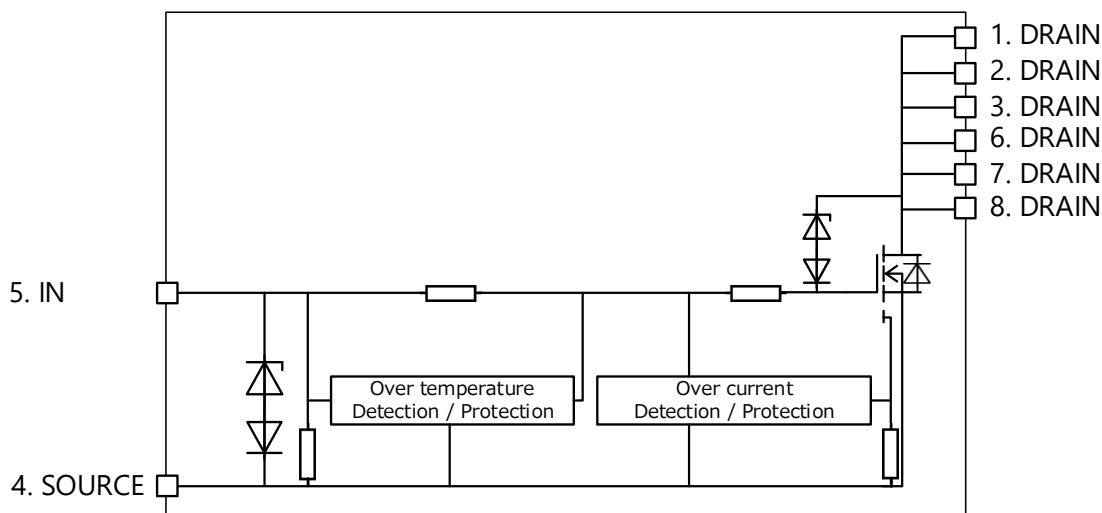 1. DRAIN
2. DRAIN
3. DRAIN
6. DRAIN
7. DRAIN
8. DRAIN
5. IN
Over temperature
Detection / Protection
Over current
Detection / Protection
4. SOURCE